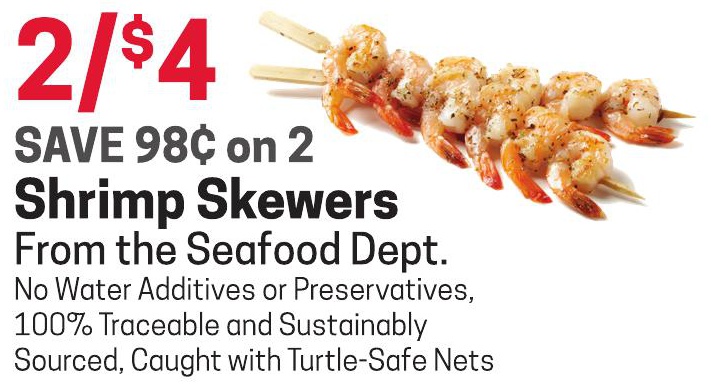 2/$4
SAVE 98¢ on 2
Shrimp Skewers
From the Seafood Dept.
No Water Additives or Preservatives,
100% Traceable and Sustainably
Sourced, Caught with Turtle-Safe Nets